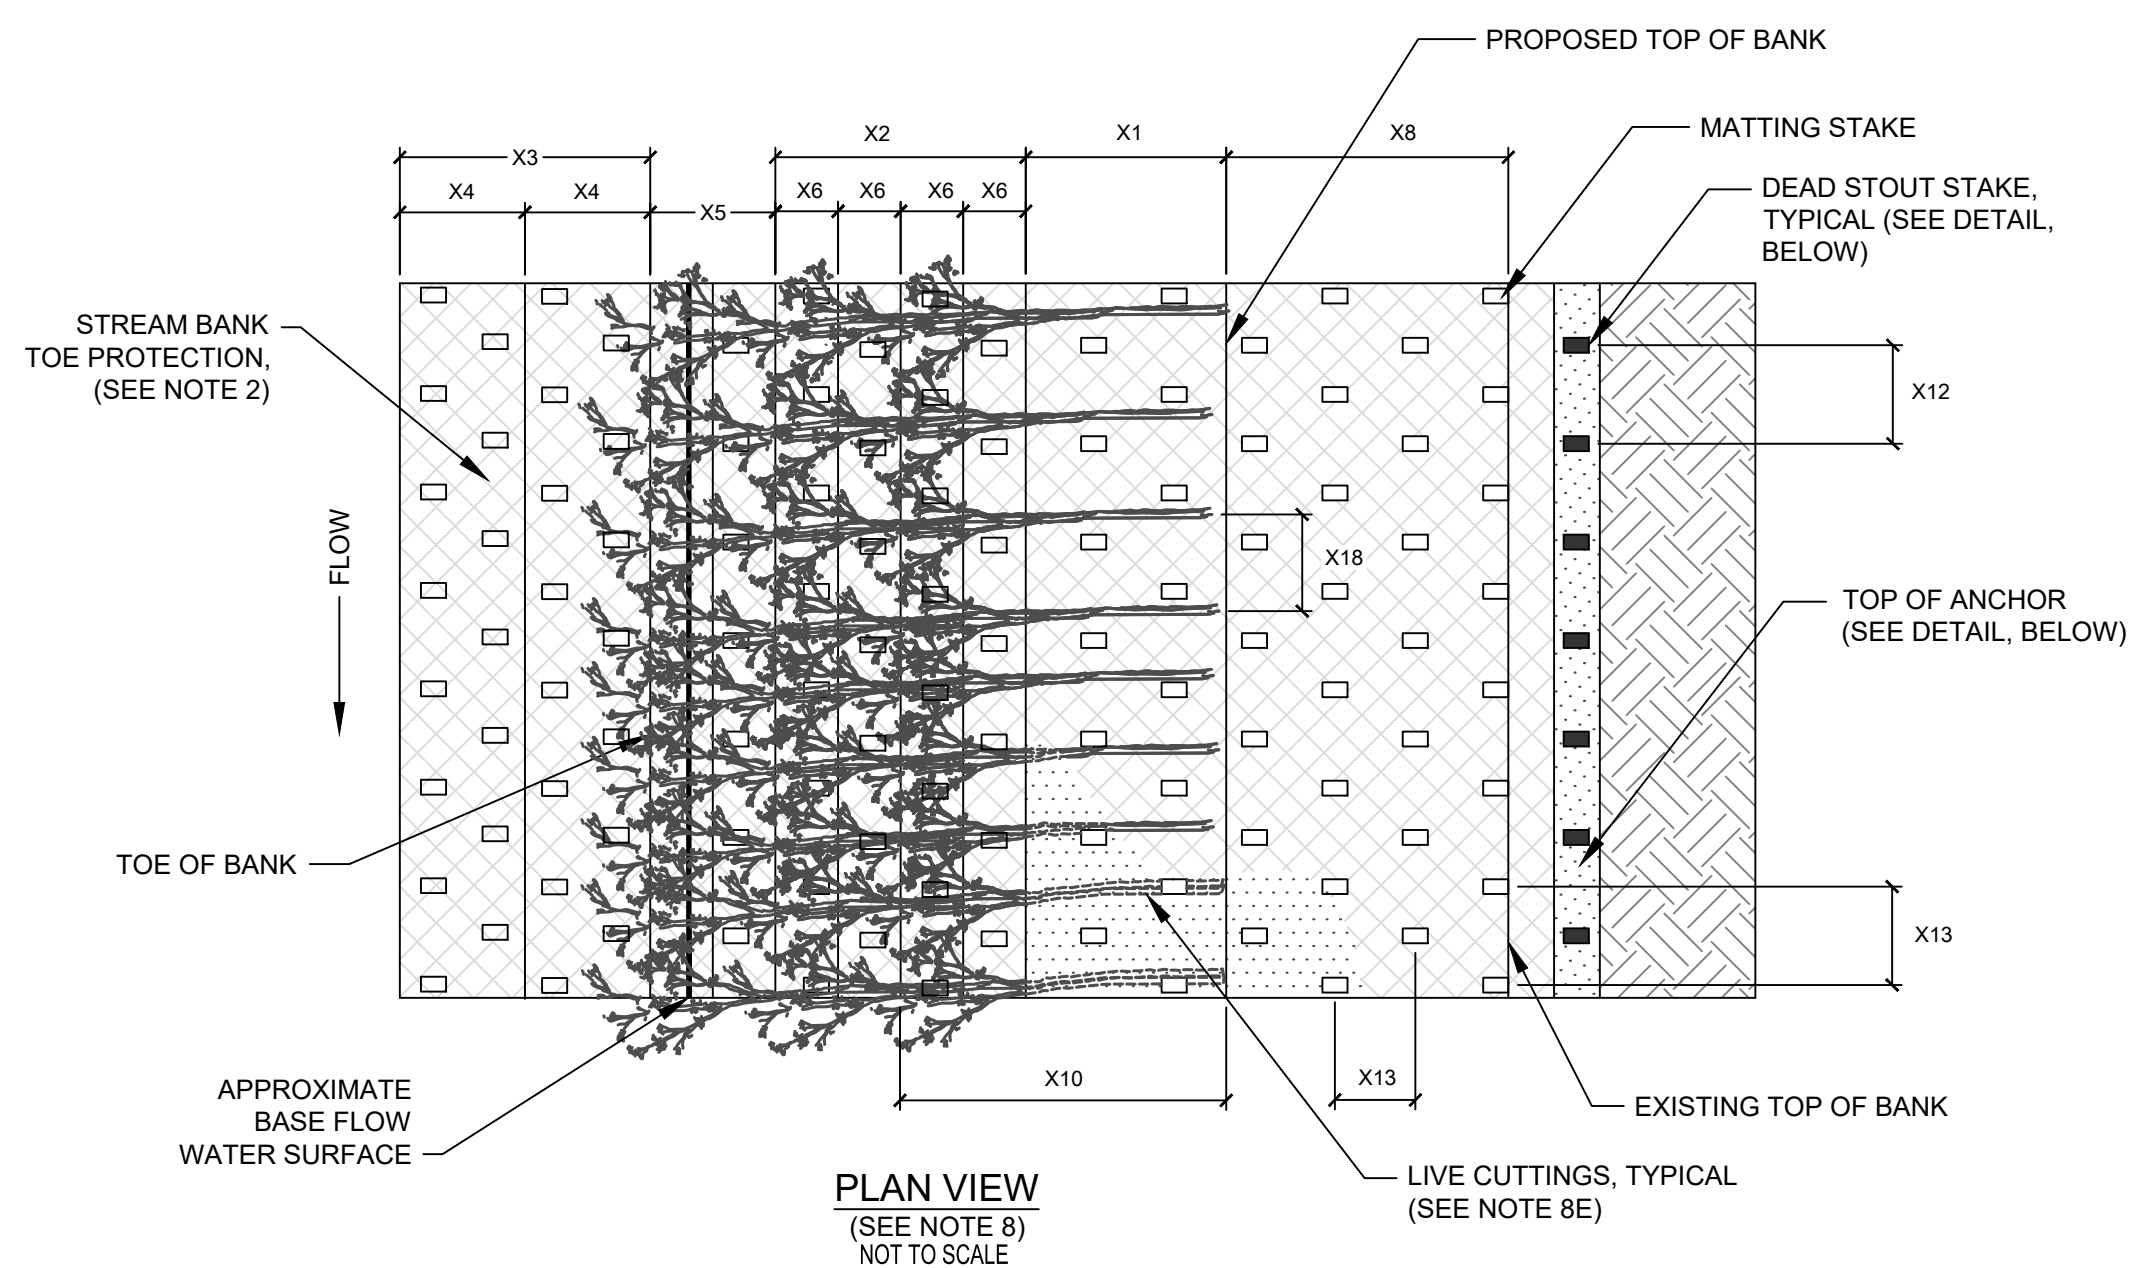 PROPOSED TOP OF BANK
MATTING STAKE
DEAD STOUT STAKE,
TYPICAL (SEE DETAIL,
BELOW)
X2
X1
X8
X3
X4
X4
X5
X6
X6
X6
X6
STREAM BANK
TOE PROTECTION,
(SEE NOTE 2)
X12
FLOW
X18
TOP OF ANCHOR
(SEE DETAIL, BELOW)
TOE OF BANK
X13
X10
X13
APPROXIMATE
BASE FLOW
WATER SURFACE
EXISTING TOP OF BANK
LIVE CUTTINGS, TYPICAL
(SEE NOTE 8E)
PLAN VIEW
(SEE NOTE 8)
NOT TO SCALE